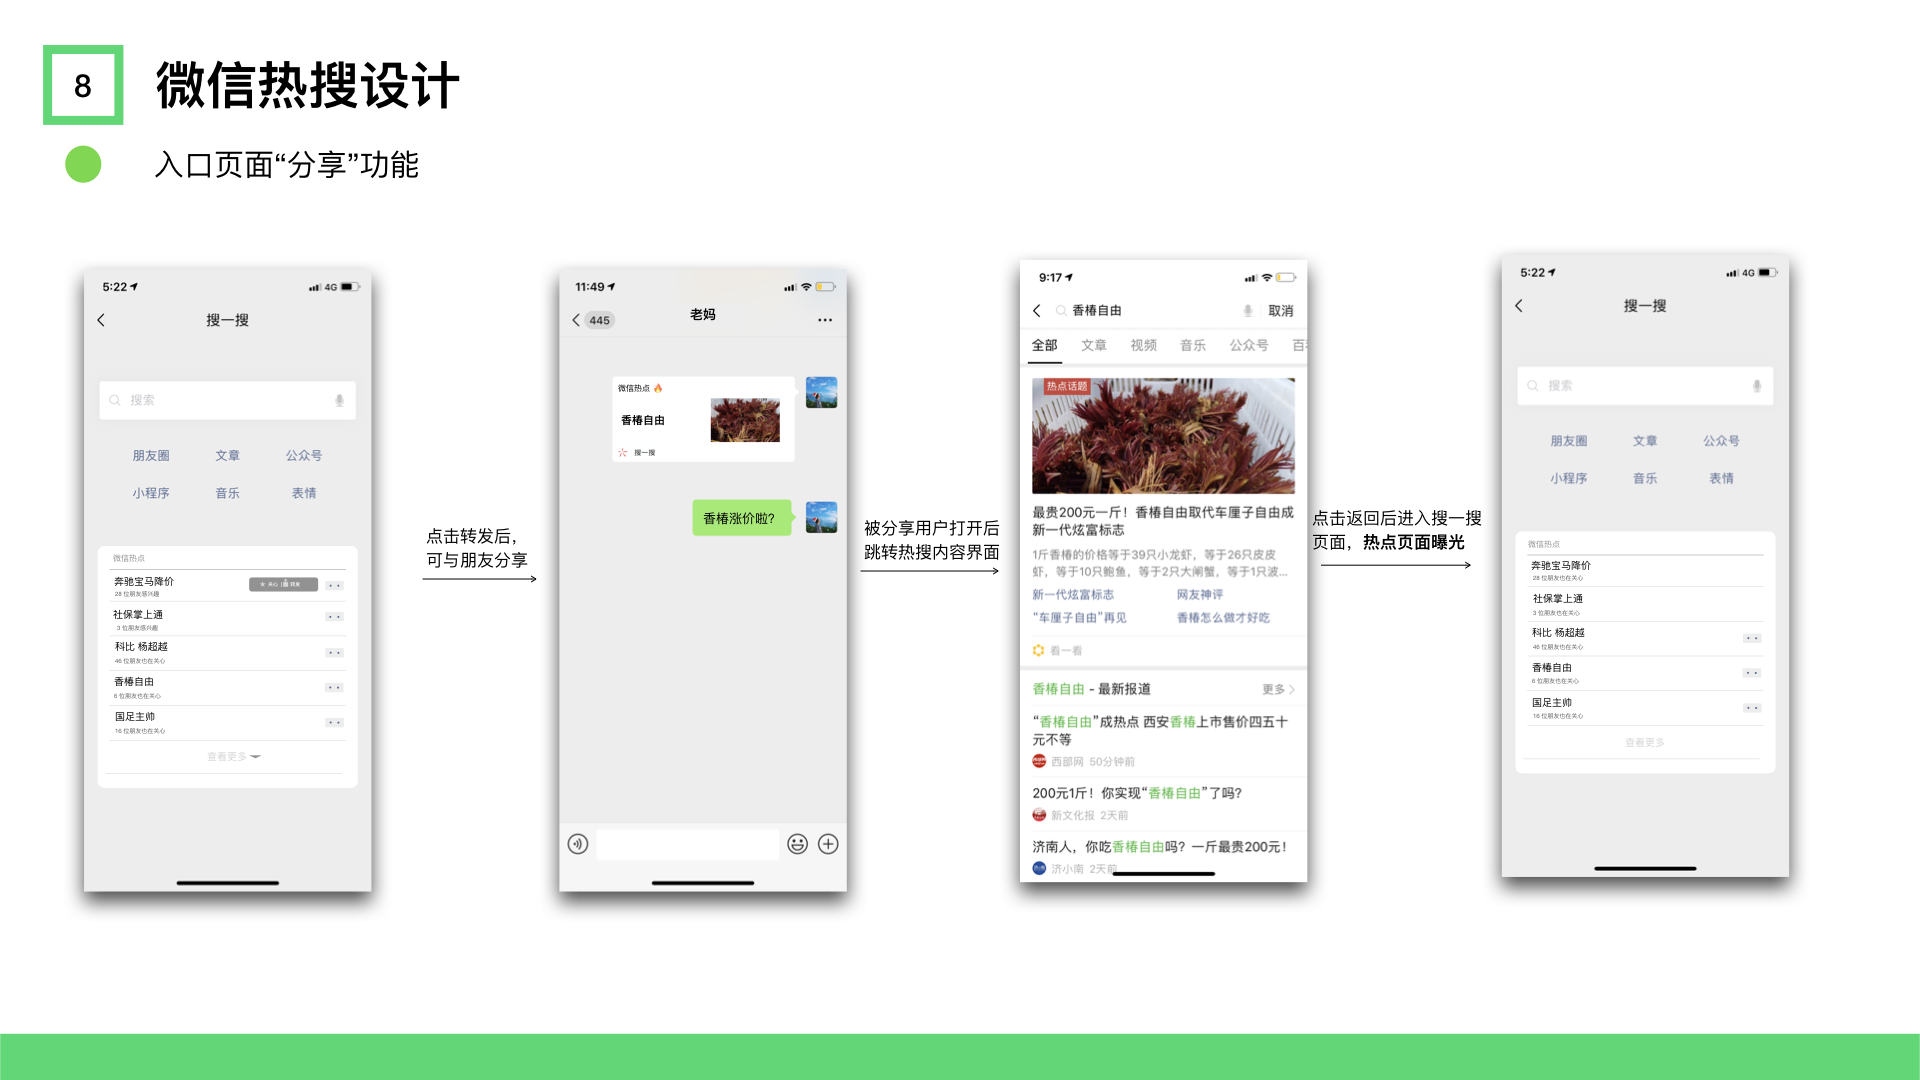 8
微信热搜设计
入口页面“分享”功能
5:22
4G
搜一搜
搜索
朋友圈
文章
公众号
小程序
音乐
表情
微信热点
奔驰宝马降价
28 位朋友感兴趣
关心
转发
社保掌上通
3 位朋友感兴趣
科比 杨超越
46 位朋友也在关心
香椿自由
6 位朋友也在关心
国足主帅
16 位朋友也在关心
查看更多
点击转发后，
可与朋友分享
11:49
445
老妈
微信热点
香椿自由
搜一搜
香椿涨价啦？
被分享用户打开后
跳转热搜内容界面
9:17
香椿自由
取消
全部
文章
视频
音乐
公众号
热点话题
最贵200元一斤！香椿自由取代车厘子自由成
新一代炫富标志
1斤香椿的价格等于39只小龙虾，等于26只皮皮
虾，等于10只鲍鱼，等于2只大闸蟹，等于1只波...
新一代炫富标志
网友神评
“车厘子自由”再见
香椿怎么做才好吃
看一看
香椿自由 - 最新报道
更多
“香椿自由”成热点 西安香椿上市售价四五十
元不等
西部网 50分钟前
200元1斤！你实现“香椿自由”了吗？
新文化报 2天前
济南人，你吃香椿自由吗？一斤最贵200元！
济小南 2天前
点击返回后进入搜一搜
页面，热点页面曝光
5:22
4G
搜一搜
搜索
朋友圈
文章
公众号
小程序
音乐
表情
微信热点
奔驰宝马降价
28 位朋友也在关心
社保掌上通
3 位朋友也在关心
科比 杨超越
46 位朋友也在关心
香椿自由
6 位朋友也在关心
国足主帅
16 位朋友也在关心
查看更多